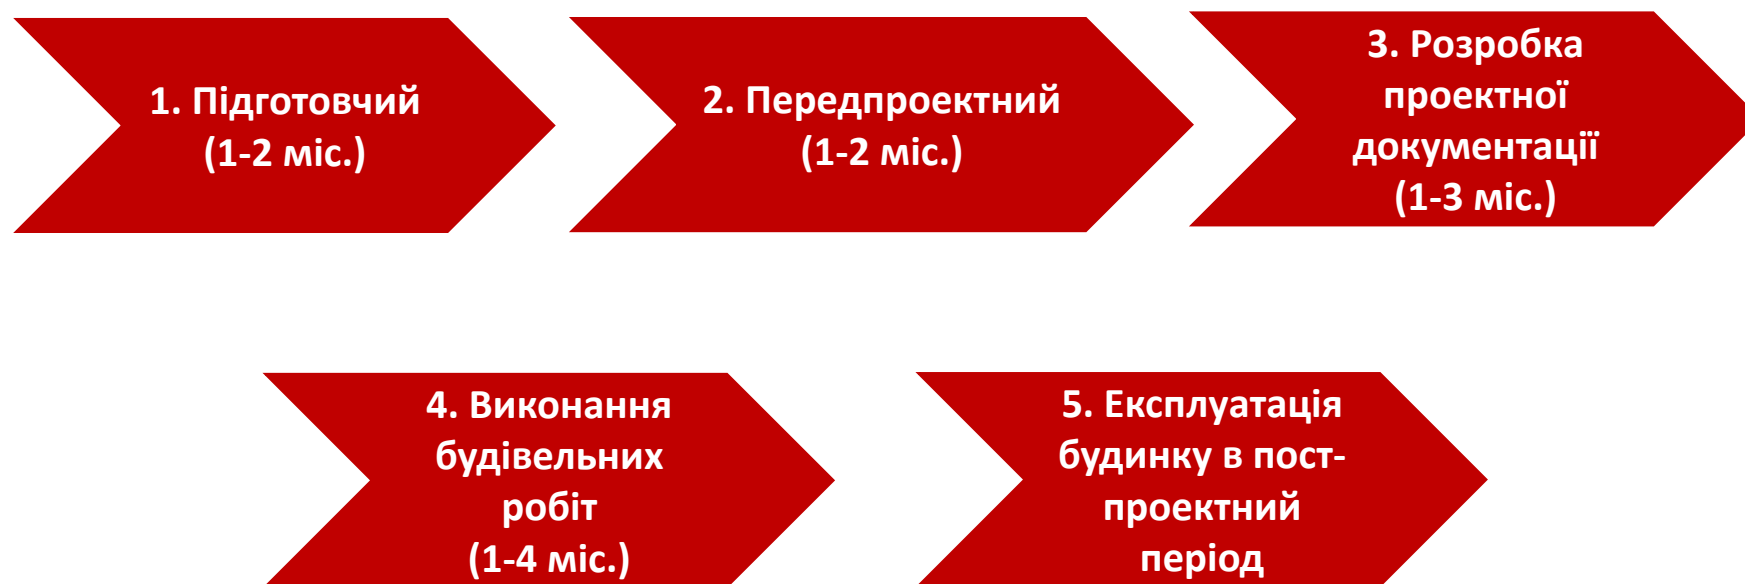 1. Підготовчий
(1-2 міс.)
2. Передпроектний
(1-2 міс.)
3. Розробка
проектної
документації
(1-3 міс.)
4. Виконання
будівельних
робіт
(1-4 міс.)
5. Експлуатація
будинку в пост-
проектний
період